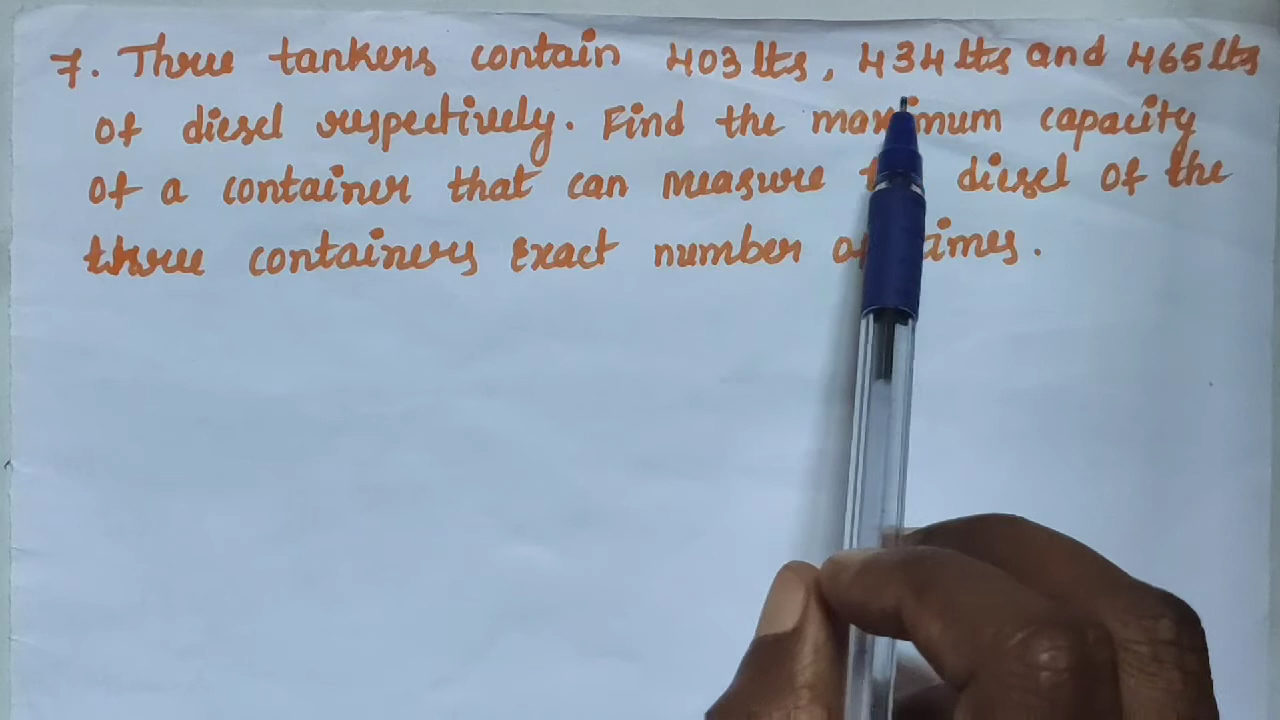 7. Three tankers contain 403 lts, 434 lts and 465 lts
of diesel respectively. Find the maximum capacity
of a container that can measure diesel of the
three containers Exact number of times.